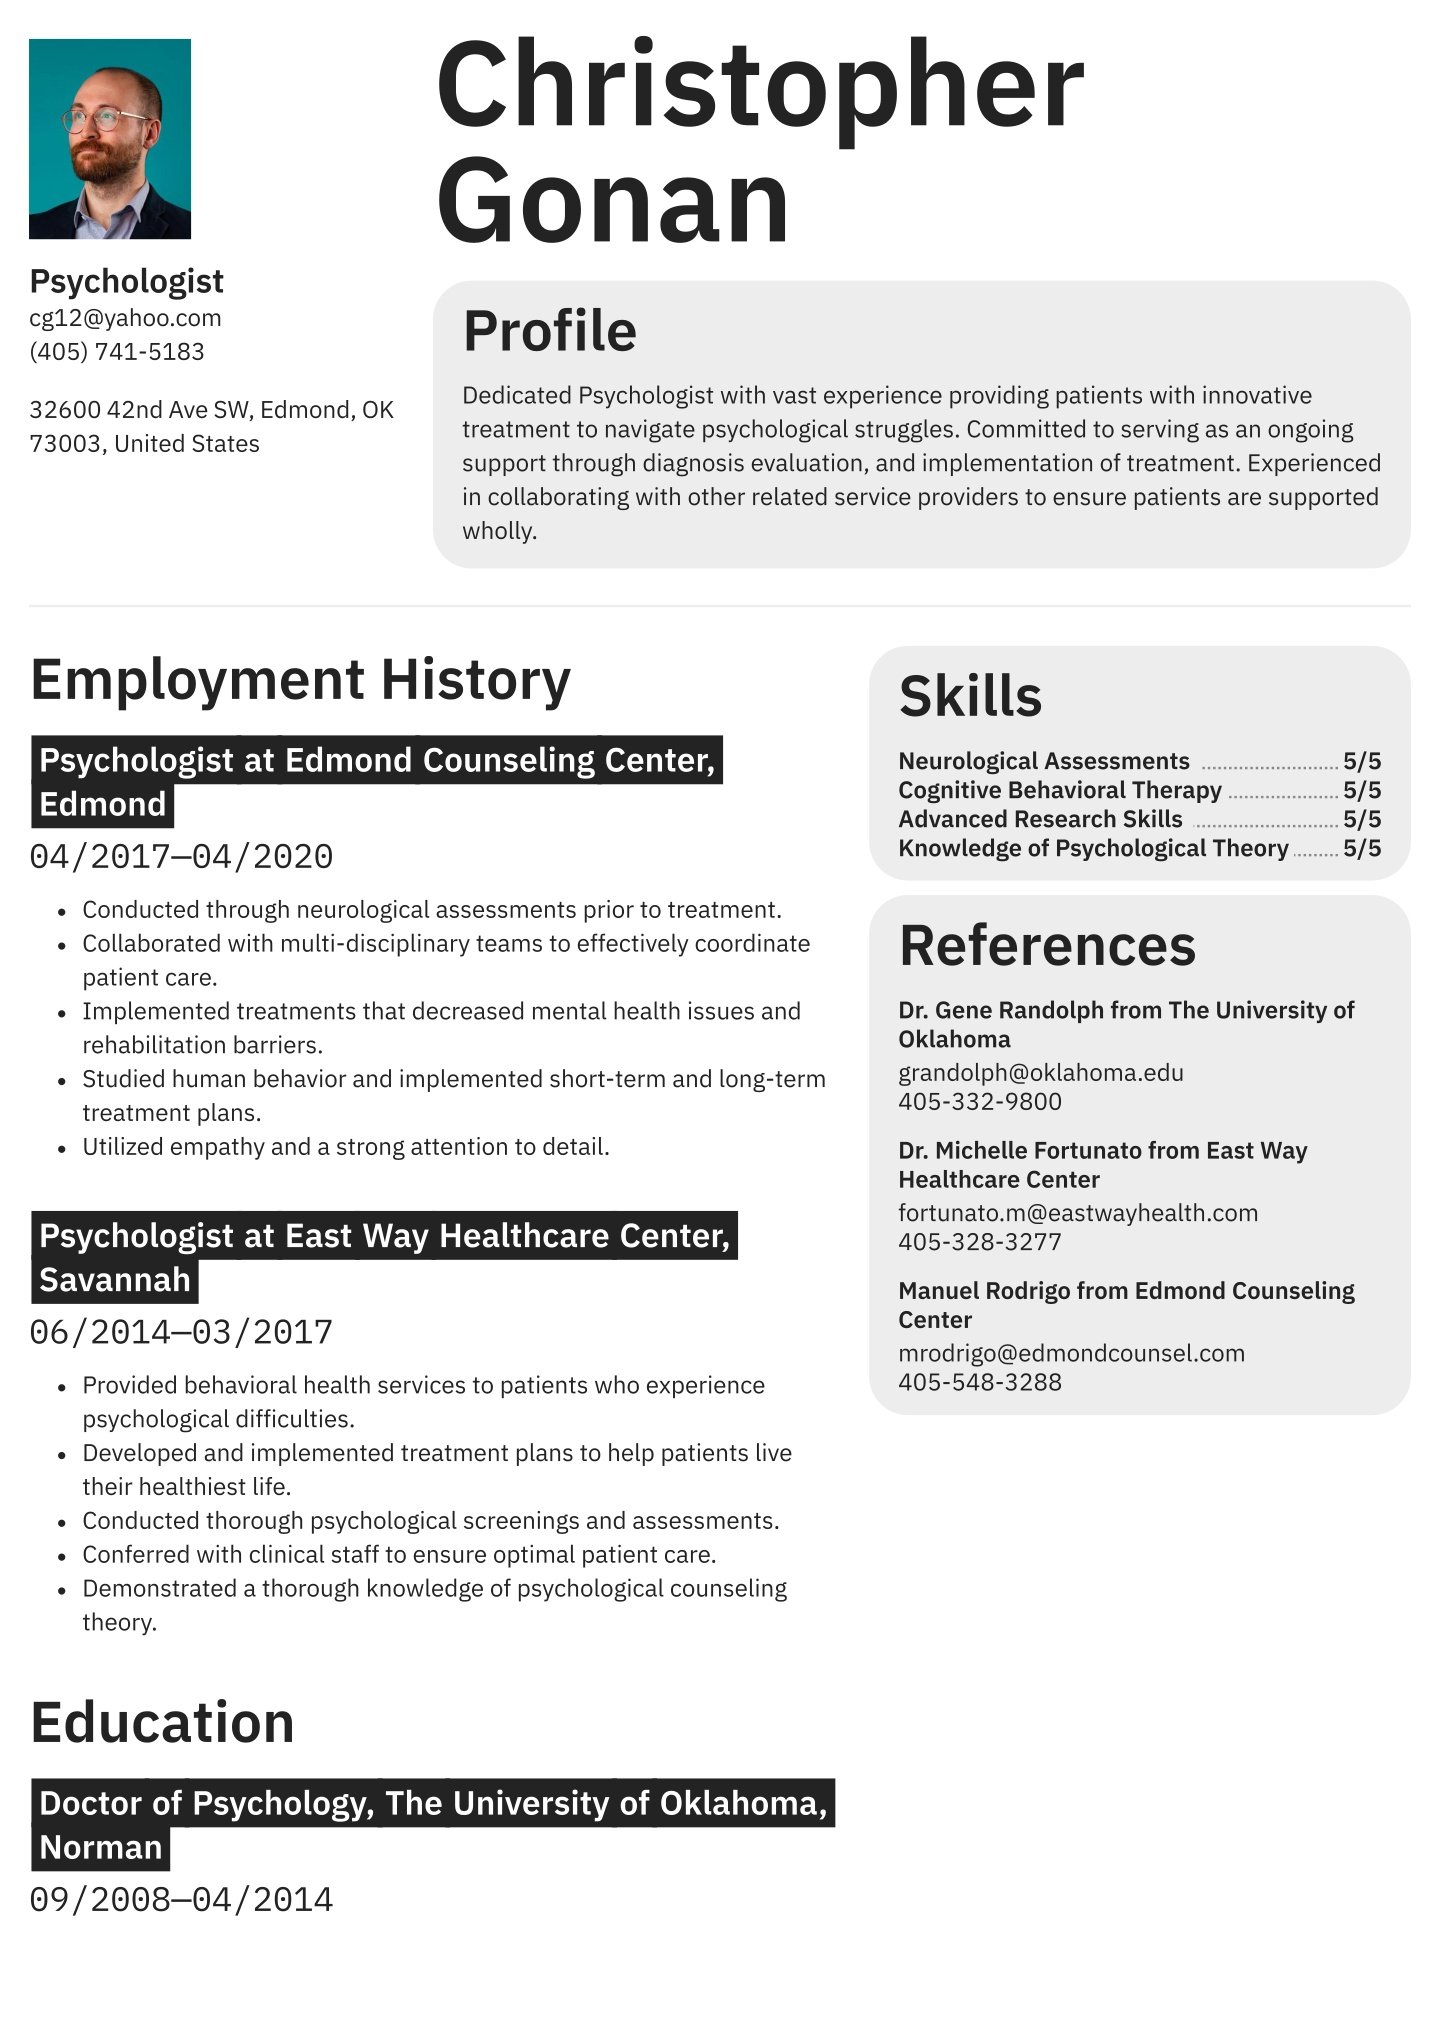 Christopher
Gonan
Psychologist
cg12@yahoo.com
(405) 741-5183
32600 42nd Ave SW, Edmond, OK
73003, United States
Profile
Dedicated Psychologist with vast experience providing patients with innovative
treatment to navigate psychological struggles. Committed to serving as an ongoing
support through diagnosis evaluation, and implementation of treatment. Experienced
in collaborating with other related service providers to ensure patients are supported
wholly.
Employment History
Psychologist at Edmond Counseling Center,
Edmond
04/2017—04/2020
• Conducted through neurological assessments prior to treatment.
• Collaborated with multi-disciplinary teams to effectively coordinate
patient care.
• Implemented treatments that decreased mental health issues and
rehabilitation barriers.
• Studied human behavior and implemented short-term and long-term
treatment plans.
• Utilized empathy and a strong attention to detail.
Psychologist at East Way Healthcare Center,
Savannah
06/2014—03/2017
• Provided behavioral health services to patients who experience
psychological difficulties.
• Developed and implemented treatment plans to help patients live
their healthiest life.
• Conducted thorough psychological screenings and assessments.
• Conferred with clinical staff to ensure optimal patient care.
• Demonstrated a thorough knowledge of psychological counseling
theory.
Education
Doctor of Psychology, The University of Oklahoma,
Norman
09/2008—04/2014
Skills
Neurological Assessments 5/5
Cognitive Behavioral Therapy 5/5
Advanced Research Skills 5/5
Knowledge of Psychological Theory 5/5
References
Dr. Gene Randolph from The University of
Oklahoma
grandolph@oklahoma.edu
405-332-9800
Dr. Michelle Fortunato from East Way
Healthcare Center
fortunato.m@eastwayhealth.com
405-328-3277
Manuel Rodrigo from Edmond Counseling
Center
mrodrigo@edmondcounsel.com
405-548-3288